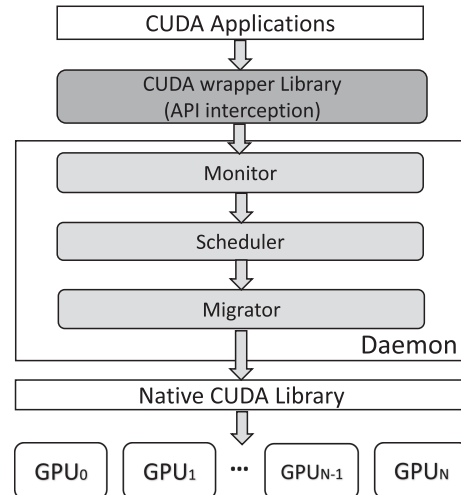 CUDA Applications
CUDA wrapper Library
(API interception)
Monitor
Scheduler
Migrator
Daemon
Native CUDA Library
GPU₀ GPU₁ ... GPUN-1 GPUN